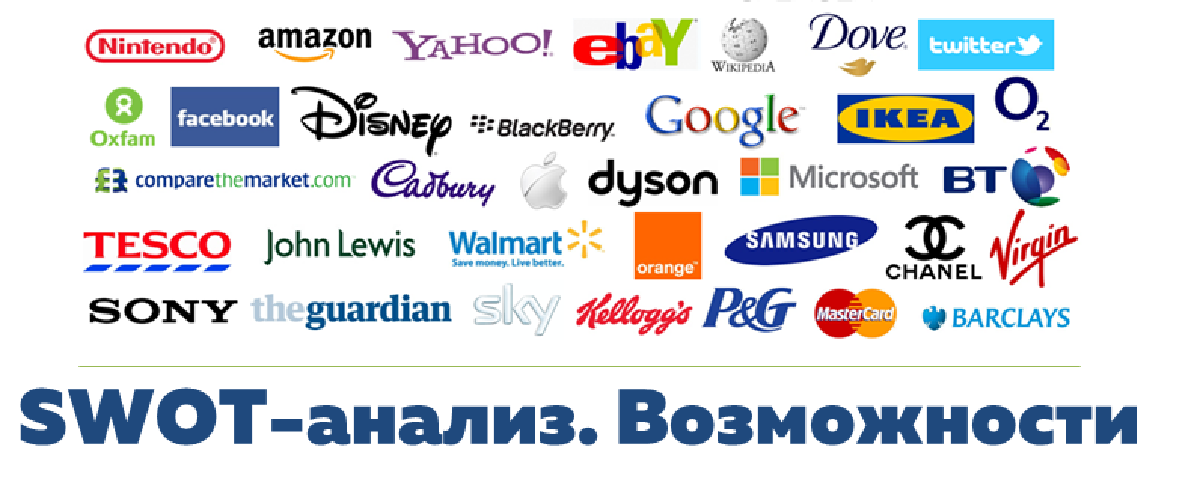 Nintendo® amazon YAHOO! ebaY WIKIPEDIA Dove twitter
Oxfam facebook Disney BlackBerry. Google™ IKEA O2
comparethemarket.com Cadbury dyson Microsoft BT
TESCO John Lewis Walmart orange™ SAMSUNG CHANEL Virgin
Save money. Live better.
SONY theguardian sky Kellogg's P&G MasterCard BARCLAYS
SWOT-анализ. Возможности